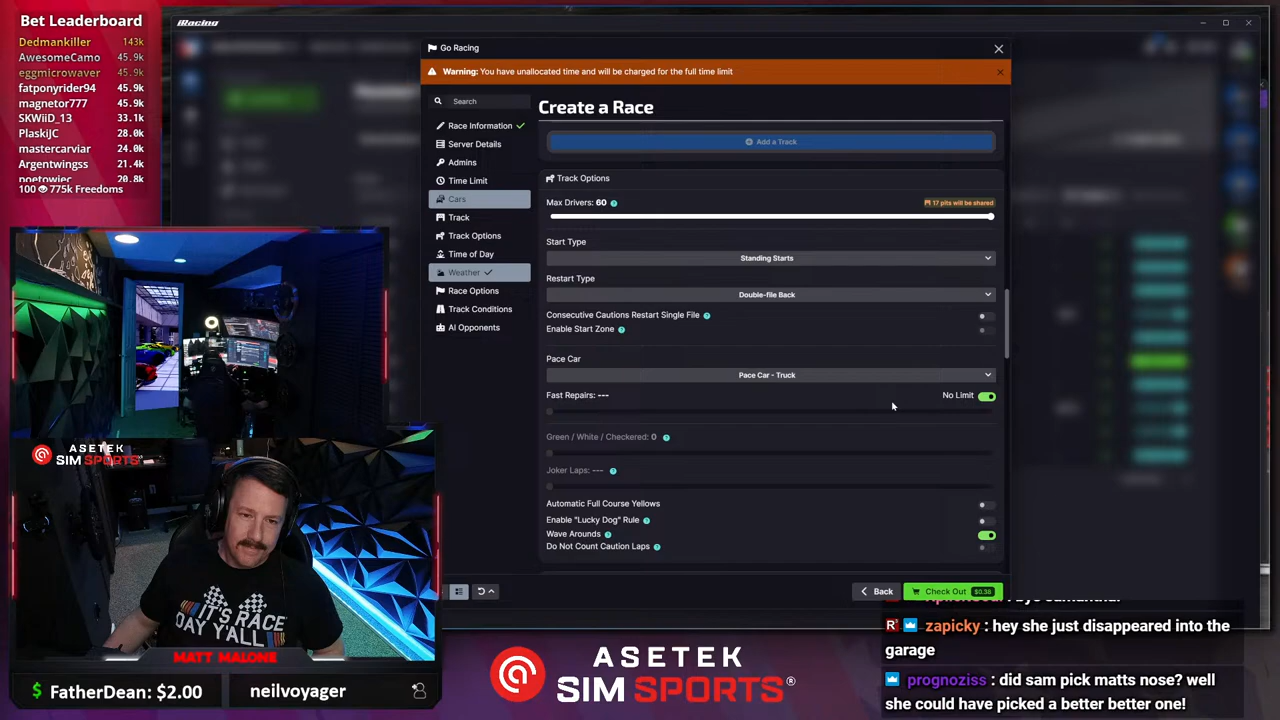 Bet Leaderboard
Dedmankiller 143k
AwesomeCamo 45.9k
eggmicrowaver 45.9k
fatponyrider94 45.9k
magnetor777 45.9k
SKWiiD_13 33.1k
PlaskiJC 28.0k
mastercarviar 24.0k
Argentwingss 21.4k
poetowiec 20.8k
100 775k Freedoms
iRacing
Go Racing
Warning: You have unallocated time and will be charged for the full time limit
Search
Race Information
Server Details
Admins
Time Limit
Cars
Track
Track Options
Time of Day
Weather
Race Options
Track Conditions
AI Opponents
Create a Race
Add a Track
Track Options
Max Drivers: 60
17 pits will be shared
Start Type
Standing Starts
Restart Type
Double-file Back
Consecutive Cautions Restart Single File
Enable Start Zone
Pace Car
Pace Car - Truck
Fast Repairs: ---
No Limit
Green / White / Checkered: 0
Joker Laps: ---
Automatic Full Course Yellows
Enable "Lucky Dog" Rule
Wave Arounds
Do Not Count Caution Laps
Back
Check Out $0.38
ASETEK
SIM SPORTS
IT'S RACE
DAY Y'ALL
MATT MALONE
$ FatherDean: $2.00
neilvoyager
ASETEK
SIM SPORTS®
zapicky : hey she just disappeared into the
garage
prognoziss : did sam pick matts nose? well
she could have picked a better better one!